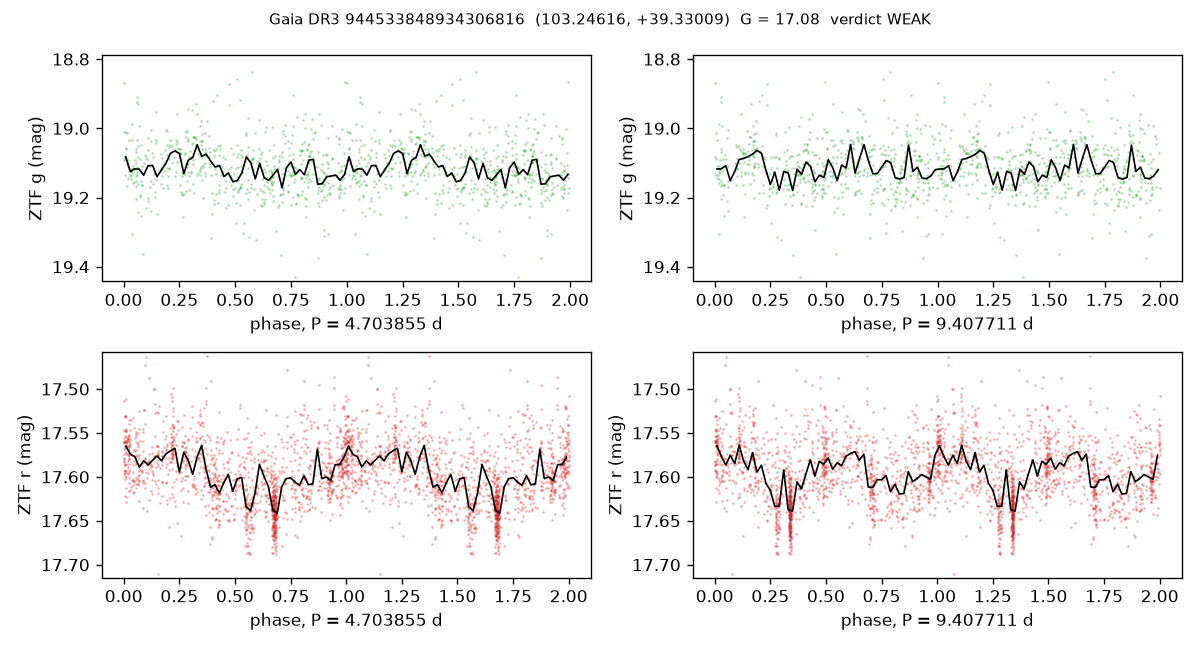 Gaia DR3 944533848934306816  (103.24616, +39.33009)  G = 17.08  verdict WEAK
18.8
19.0
19.2
19.4
ZTF g (mag)
0.00 0.25 0.50 0.75 1.00 1.25 1.50 1.75 2.00
phase, P = 4.703855 d
18.8
19.0
19.2
19.4
ZTF g (mag)
0.00 0.25 0.50 0.75 1.00 1.25 1.50 1.75 2.00
phase, P = 9.407711 d
17.50
17.55
17.60
17.65
17.70
ZTF r (mag)
0.00 0.25 0.50 0.75 1.00 1.25 1.50 1.75 2.00
phase, P = 4.703855 d
17.50
17.55
17.60
17.65
17.70
ZTF r (mag)
0.00 0.25 0.50 0.75 1.00 1.25 1.50 1.75 2.00
phase, P = 9.407711 d